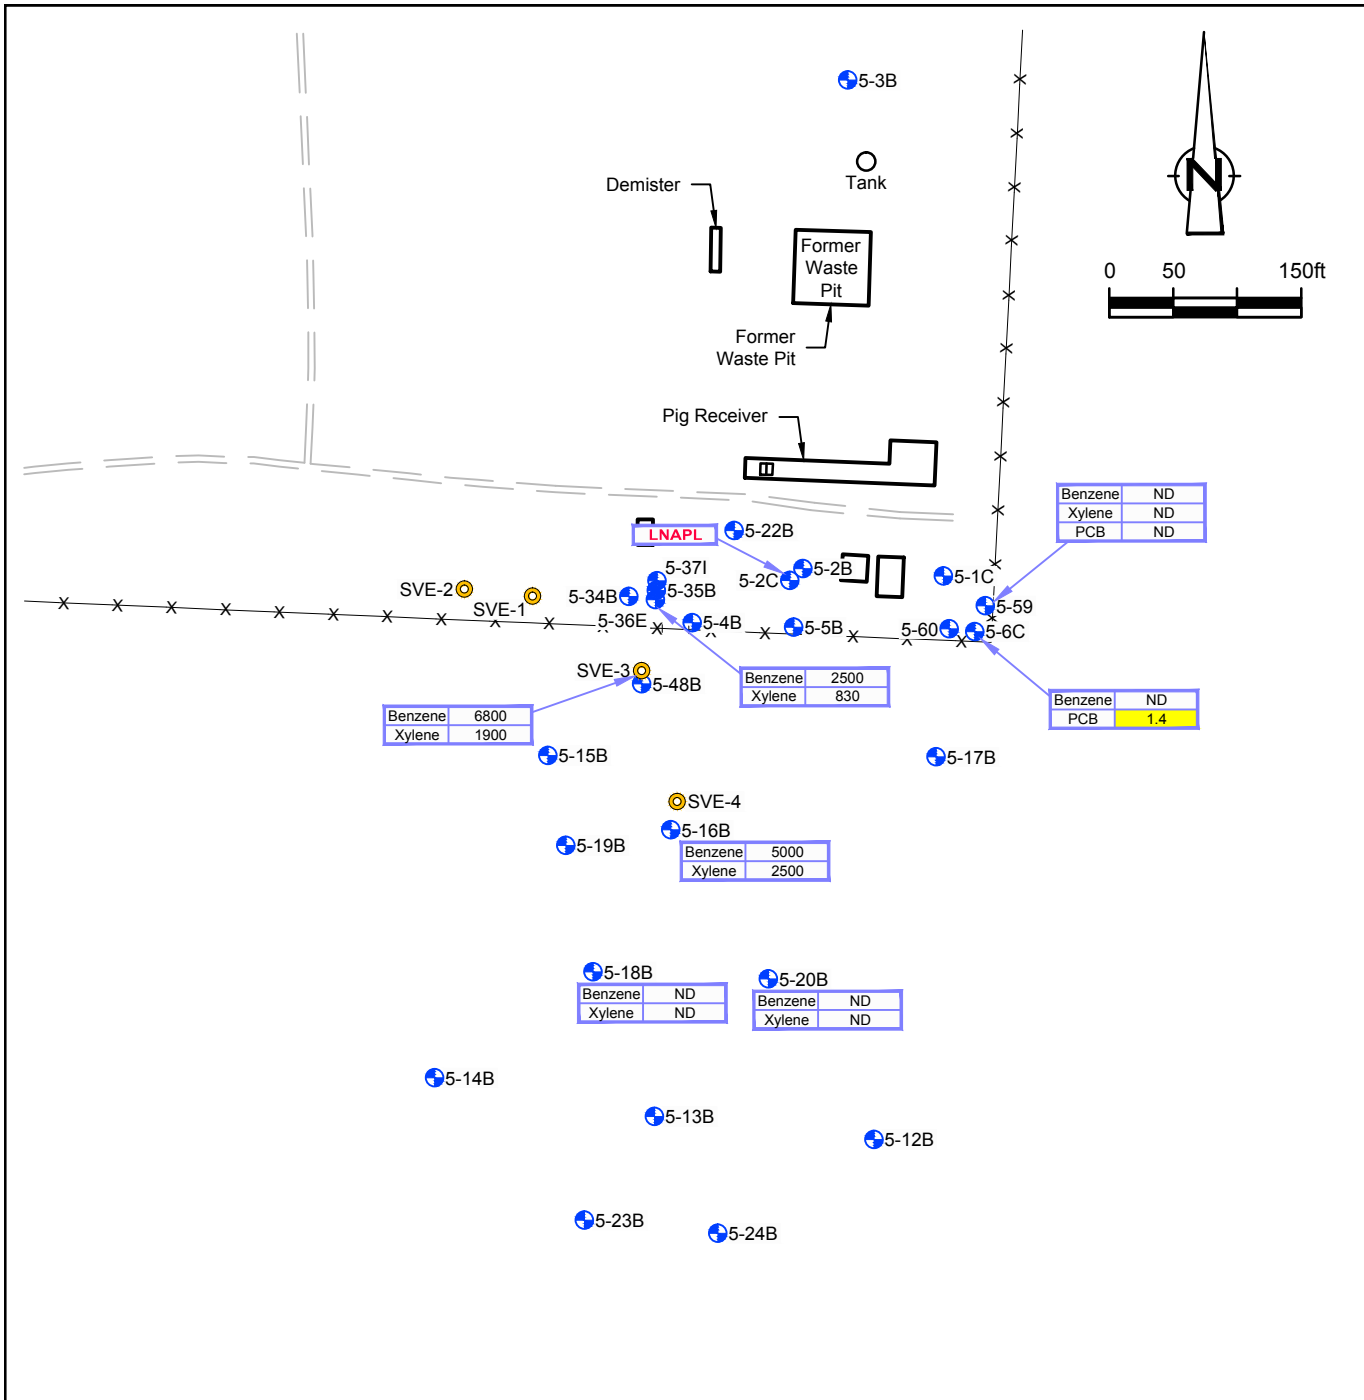 5-3B
Tank
Demister
Former
Waste
Pit
N
0 50 150ft
Former
Waste Pit
Pig Receiver
Benzene ND
Xylene ND
PCB ND
LNAPL
5-22B
5-37I
5-2B
5-2C
5-1C
5-35B
5-34B
SVE-2
SVE-1
5-59
5-36E
5-4B
5-5B
5-60
5-6C
SVE-3
5-48B
Benzene 2500
Xylene 830
Benzene ND
PCB 1.4
Benzene 6800
Xylene 1900
5-15B
5-17B
SVE-4
5-16B
5-19B
Benzene 5000
Xylene 2500
5-18B
Benzene ND
Xylene ND
5-20B
Benzene ND
Xylene ND
5-14B
5-13B
5-12B
5-23B
5-24B